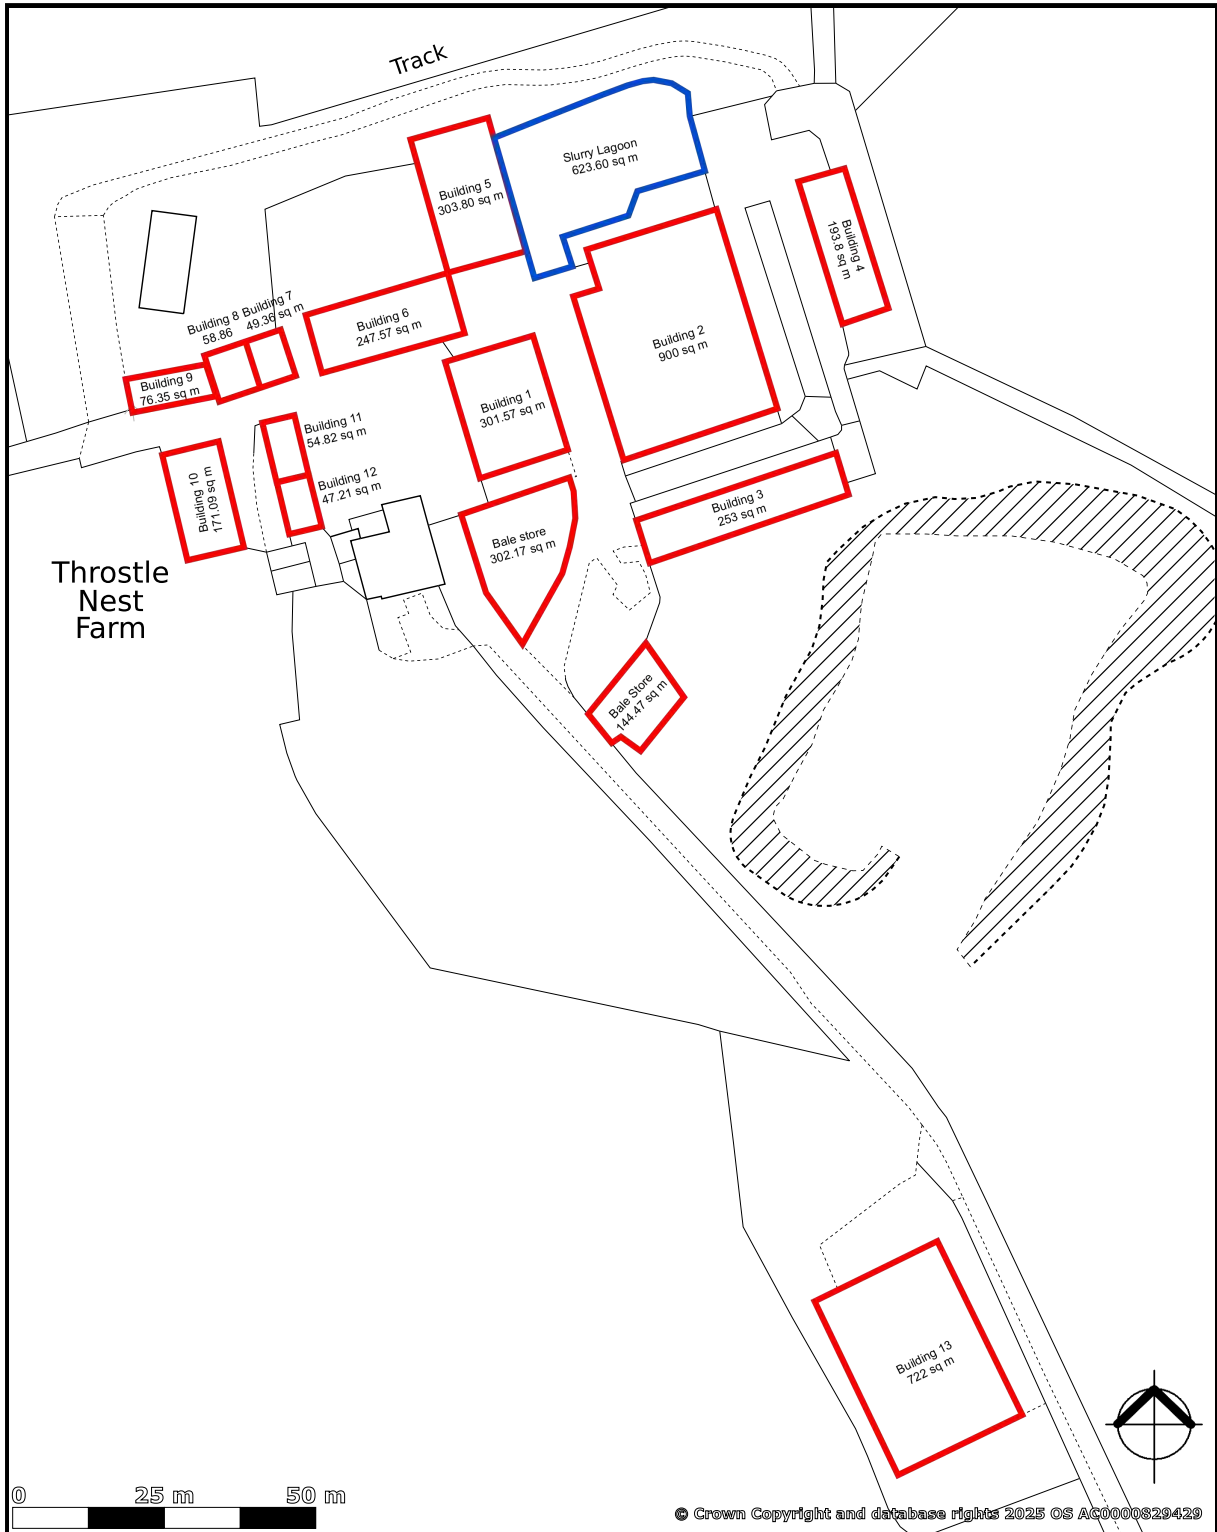 Track
Slurry Lagoon
623.60 sq m
Building 5
303.80 sq m
Building 4
193.8 sq m
Building 8
58.86
Building 7
49.36 sq m
Building 6
247.57 sq m
Building 2
900 sq m
Building 9
76.35 sq m
Building 1
301.57 sq m
Building 11
54.82 sq m
Building 12
47.21 sq m
Building 10
171.09 sq m
Building 3
253 sq m
Bale store
302.17 sq m
Throstle
Nest
Farm
Bale Store
144.47 sq m
Building 13
722 sq m
0 25 m 50 m
© Crown Copyright and database rights 2025 OS AC0000829429